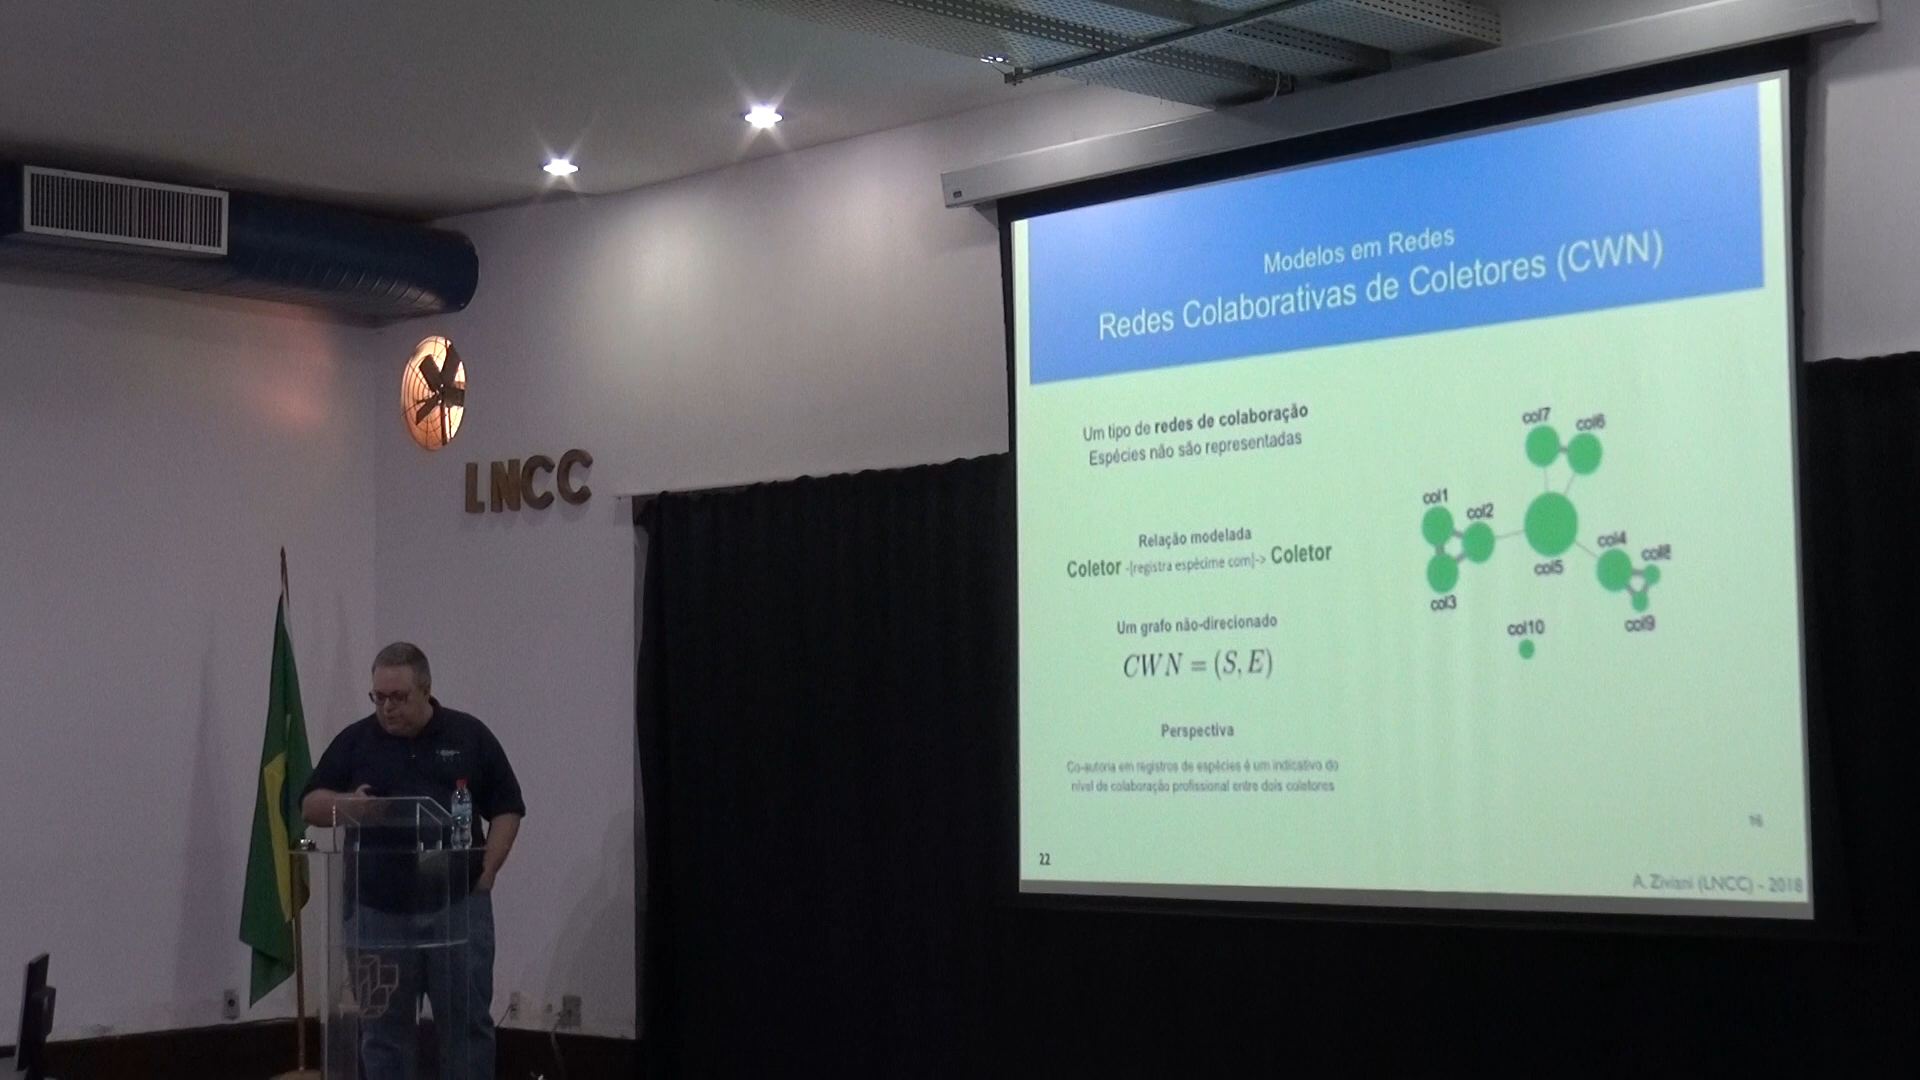 LNCC
Modelos em Redes
Redes Colaborativas de Coletores (CWN)
Um tipo de redes de colaboração
Espécies não são representadas
Relação modelada
Coletor -[registra espécime com]-> Coletor
Um grafo não-direcionado
CWN = (S, E)
Perspectiva
Co-autoria em registros de espécies é um indicativo do
nível de colaboração profissional entre dois coletores
col7
col6
col1
col2
col4
col8
col5
col3
col9
col10
22
A. Ziviani (LNCC) - 2018